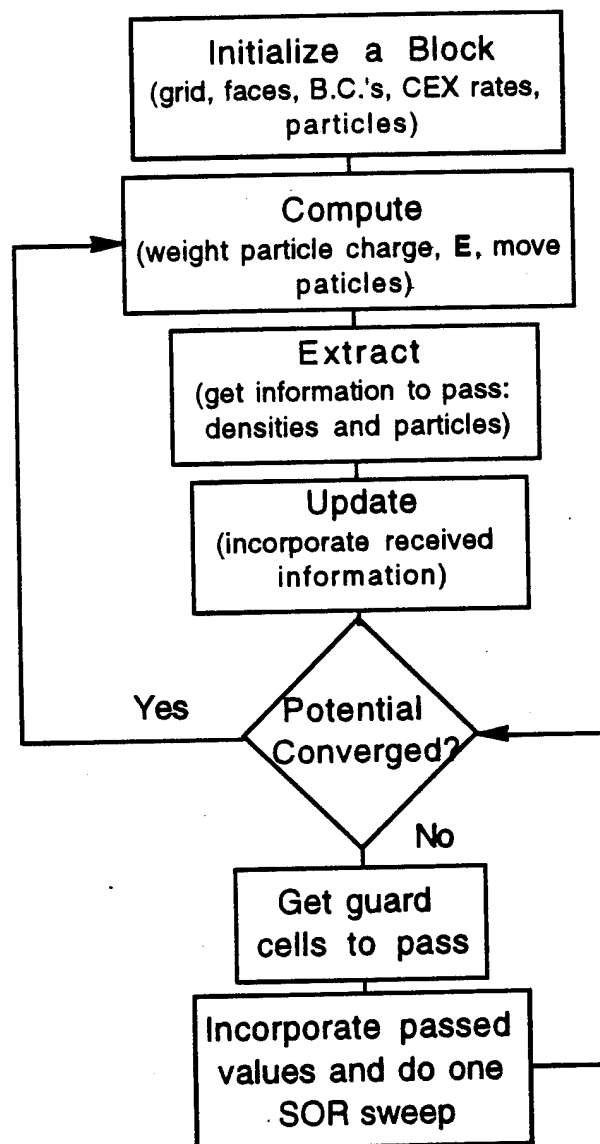 Initialize a Block
(grid, faces, B.C.'s, CEX rates,
particles)
Compute
(weight particle charge, E, move
paticles)
Extract
(get information to pass:
densities and particles)
Update
(incorporate received
information)
Yes
Potential
Converged?
No
Get guard
cells to pass
Incorporate passed
values and do one
SOR sweep